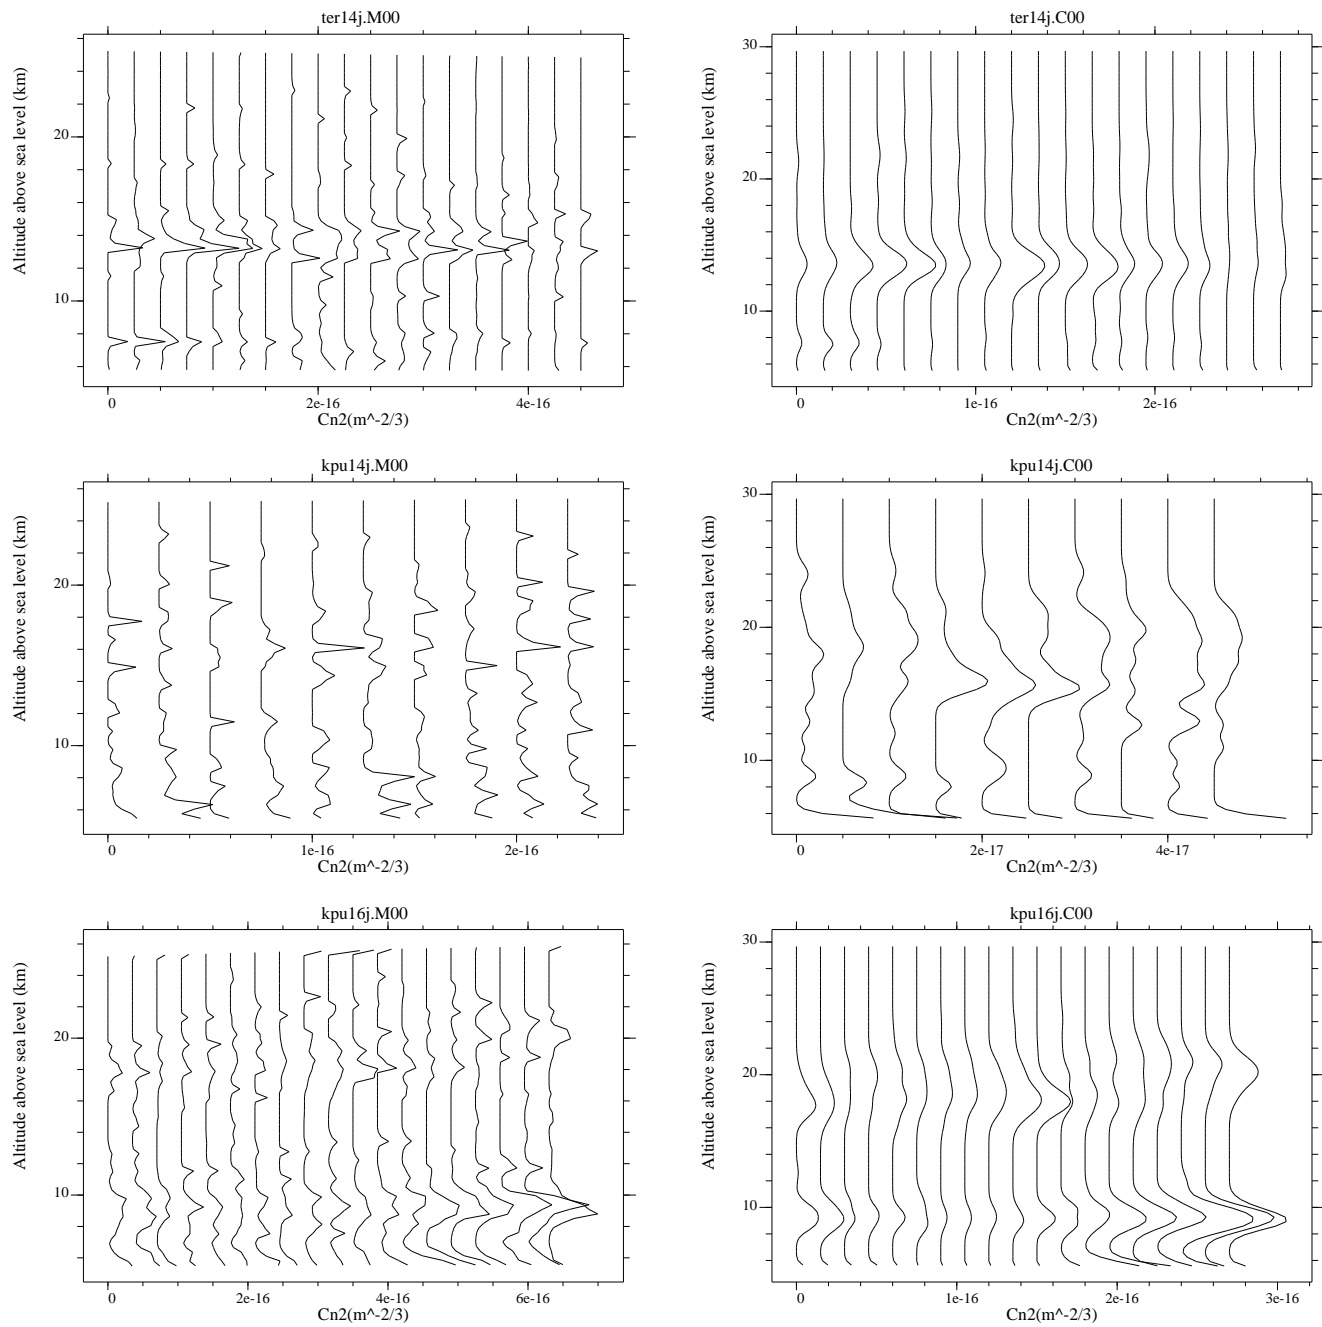 ter14j.M00
Altitude above sea level (km)
20
10
0
2e-16
4e-16
Cn2(m^-2/3)
ter14j.C00
Altitude above sea level (km)
30
20
10
0
1e-16
2e-16
Cn2(m^-2/3)
kpu14j.M00
Altitude above sea level (km)
20
10
0
1e-16
2e-16
Cn2(m^-2/3)
kpu14j.C00
Altitude above sea level (km)
30
20
10
0
2e-17
4e-17
Cn2(m^-2/3)
kpu16j.M00
Altitude above sea level (km)
20
10
0
2e-16
4e-16
6e-16
Cn2(m^-2/3)
kpu16j.C00
Altitude above sea level (km)
30
20
10
0
1e-16
2e-16
3e-16
Cn2(m^-2/3)